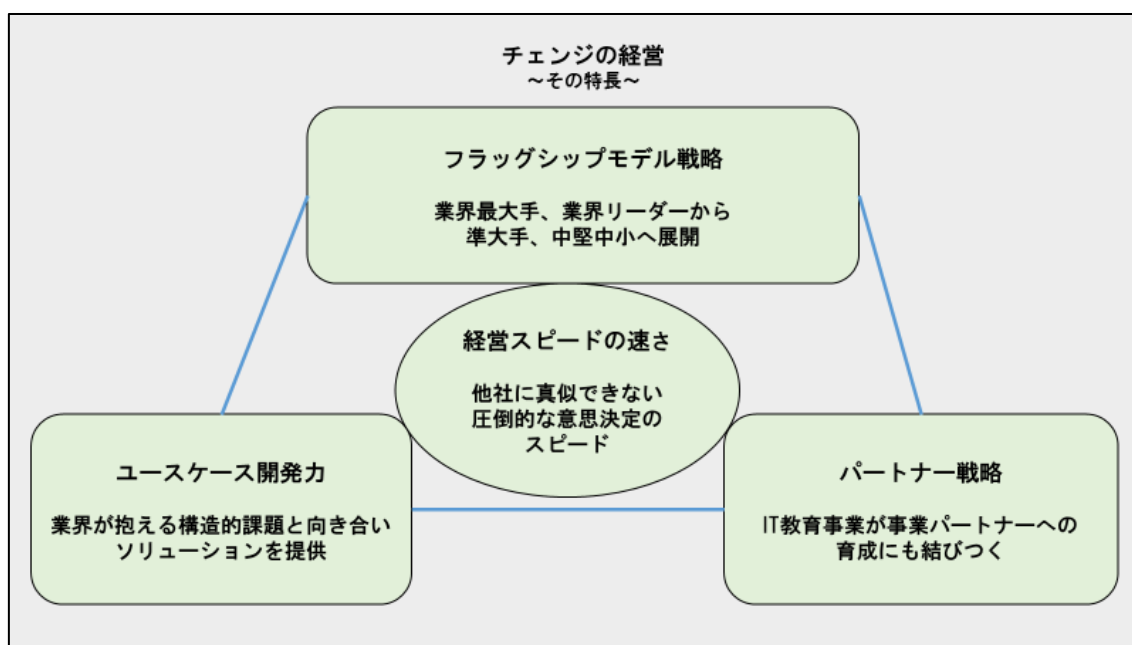 チェンジの経営
～その特長～
フラッグシップモデル戦略
業界最大手、業界リーダーから
準大手、中堅中小へ展開
経営スピードの速さ
他社に真似できない
圧倒的な意思決定の
スピード
ユースケース開発力
業界が抱える構造的課題と向き合い
ソリューションを提供
パートナー戦略
IT教育事業が事業パートナーへの
育成にも結びつく